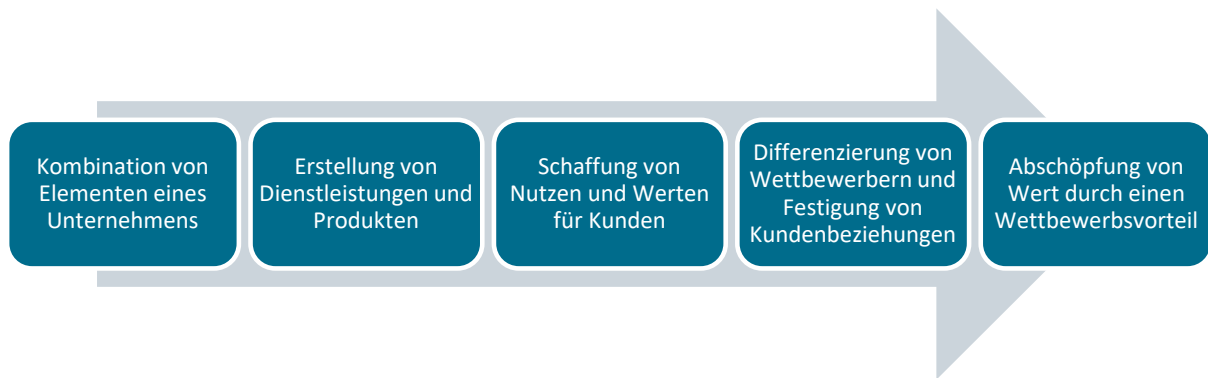 Kombination von
Elementen eines
Unternehmens
Erstellung von
Dienstleistungen und
Produkten
Schaffung von
Nutzen und Werten
für Kunden
Differenzierung von
Wettbewerbern und
Festigung von
Kundenbeziehungen
Abschöpfung von
Wert durch einen
Wettbewerbsvorteil